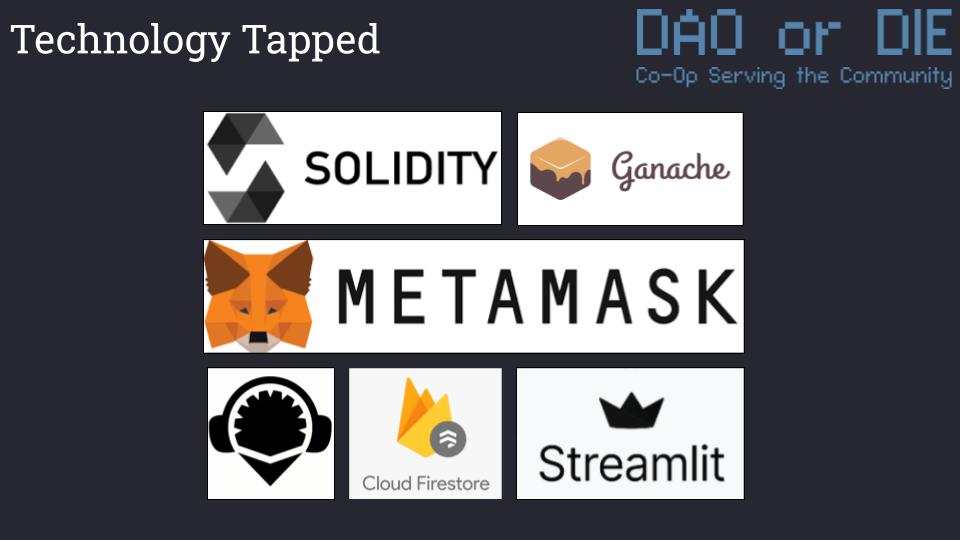 Technology Tapped
DAO or DIE
Co-Op Serving the Community
SOLIDITY
Ganache
METAMASK
Cloud Firestore
Streamlit